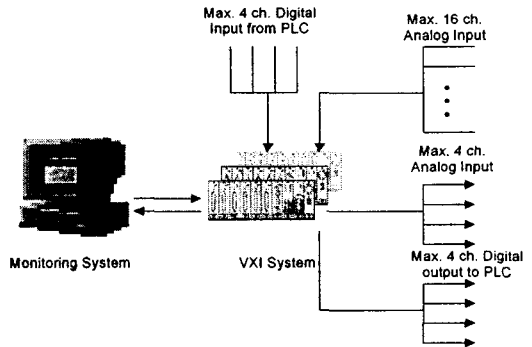 Max. 4 ch. Digital
Input from PLC
Max. 16 ch.
Analog Input
Max. 4 ch.
Analog Input
Monitoring System
VXI System
Max. 4 ch. Digital
output to PLC